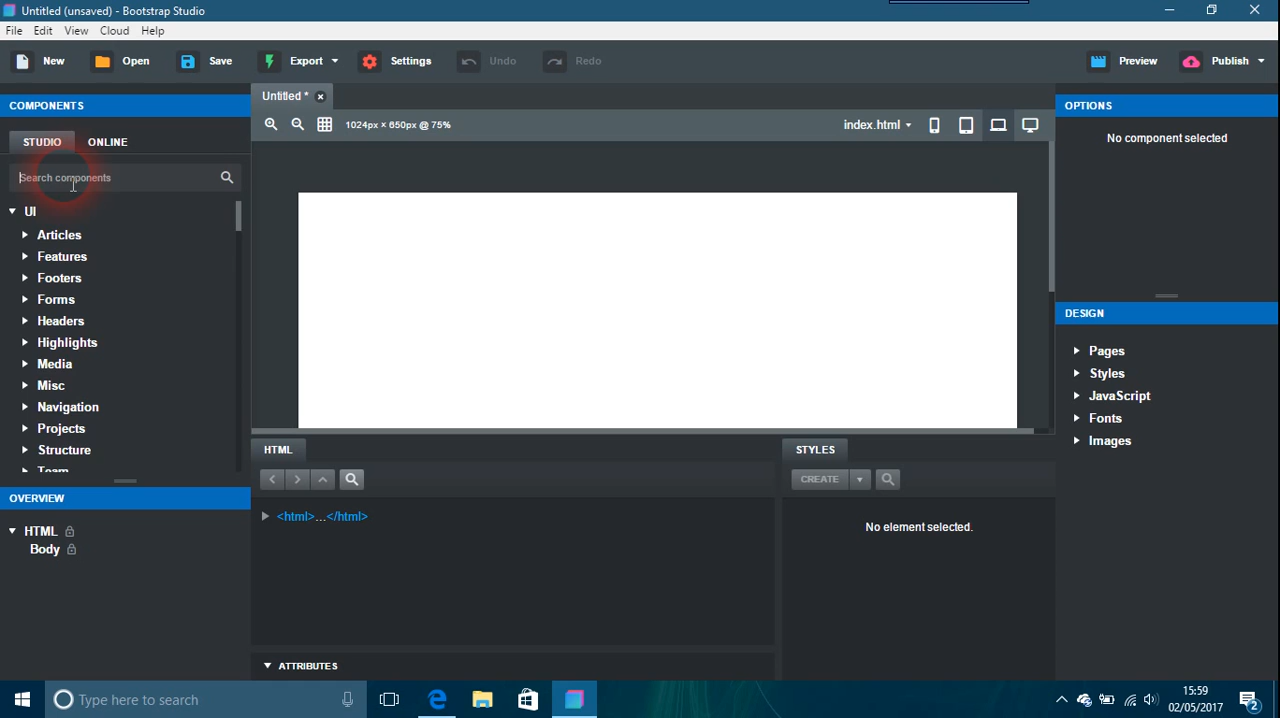 Untitled (unsaved) - Bootstrap Studio
File Edit View Cloud Help
New Open Save Export Settings Undo Redo Preview Publish
COMPONENTS
STUDIO ONLINE
Search components
UI
Articles
Features
Footers
Forms
Headers
Highlights
Media
Misc
Navigation
Projects
Structure
Team
OVERVIEW
HTML
Body
Untitled *
1024px × 650px @ 75%
index.html
HTML
<html>...</html>
ATTRIBUTES
STYLES
CREATE
No element selected.
OPTIONS
No component selected
DESIGN
Pages
Styles
JavaScript
Fonts
Images
Type here to search
15:59
02/05/2017
2